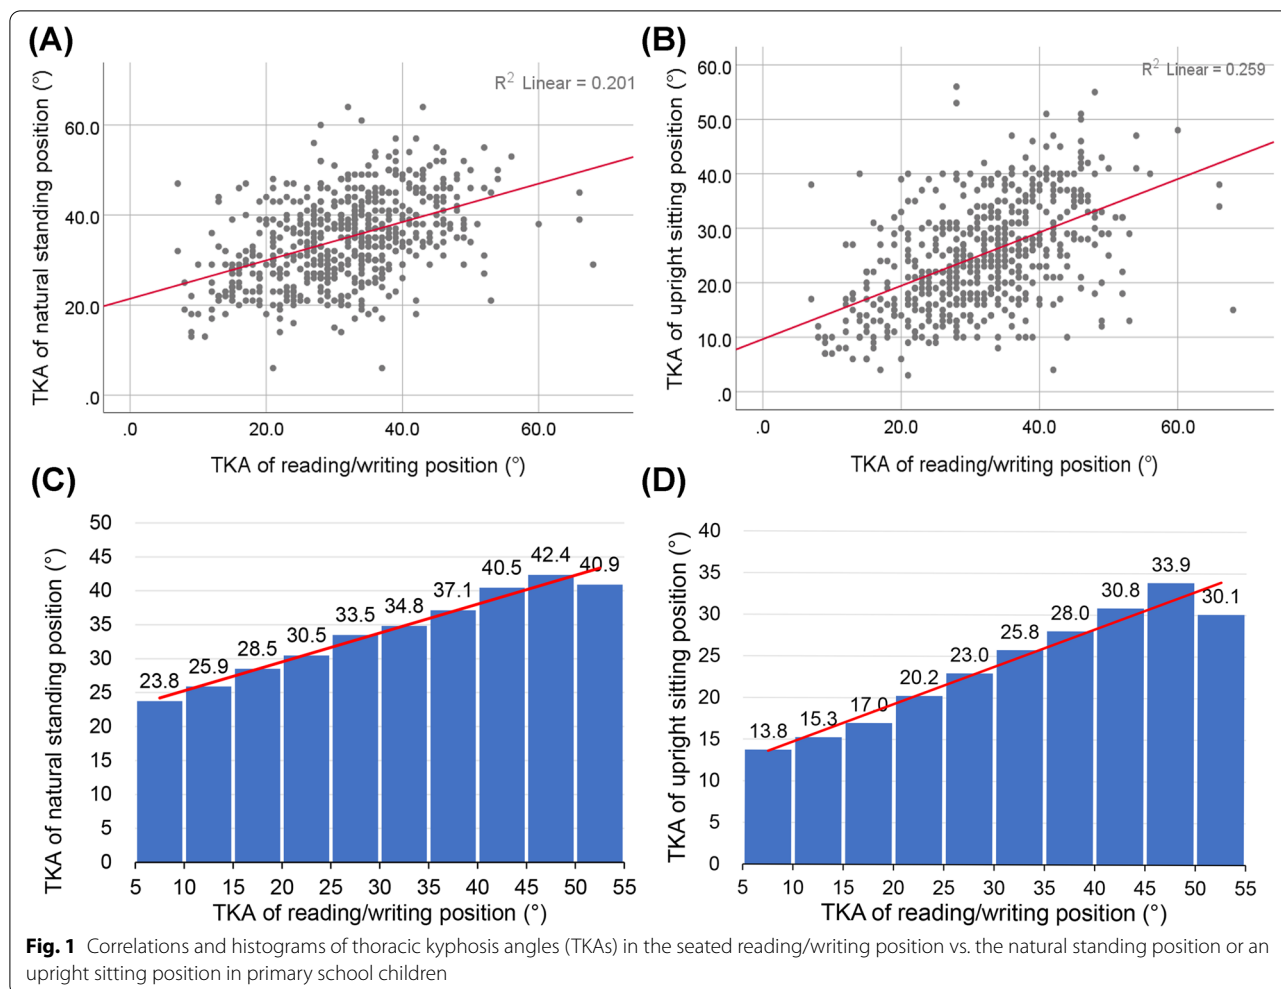 (A)
R² Linear = 0.201
TKA of natural standing position (°)
60.0
40.0
20.0
.0
.0 20.0 40.0 60.0
TKA of reading/writing position (°)
(B)
R² Linear = 0.259
TKA of upright sitting position (°)
60.0
50.0
40.0
30.0
20.0
10.0
.0
.0 20.0 40.0 60.0
TKA of reading/writing position (°)
(C)
TKA of natural standing position (°)
50
45
40
35
30
25
20
15
10
5
0
23.8 25.9 28.5 30.5 33.5 34.8 37.1 40.5 42.4 40.9
5 10 15 20 25 30 35 40 45 50 55
TKA of reading/writing position (°)
(D)
TKA of upright sitting position (°)
40
35
30
25
20
15
10
5
0
13.8 15.3 17.0 20.2 23.0 25.8 28.0 30.8 33.9 30.1
5 10 15 20 25 30 35 40 45 50 55
TKA of reading/writing position (°)
Fig. 1 Correlations and histograms of thoracic kyphosis angles (TKAs) in the seated reading/writing position vs. the natural standing position or an
upright sitting position in primary school children